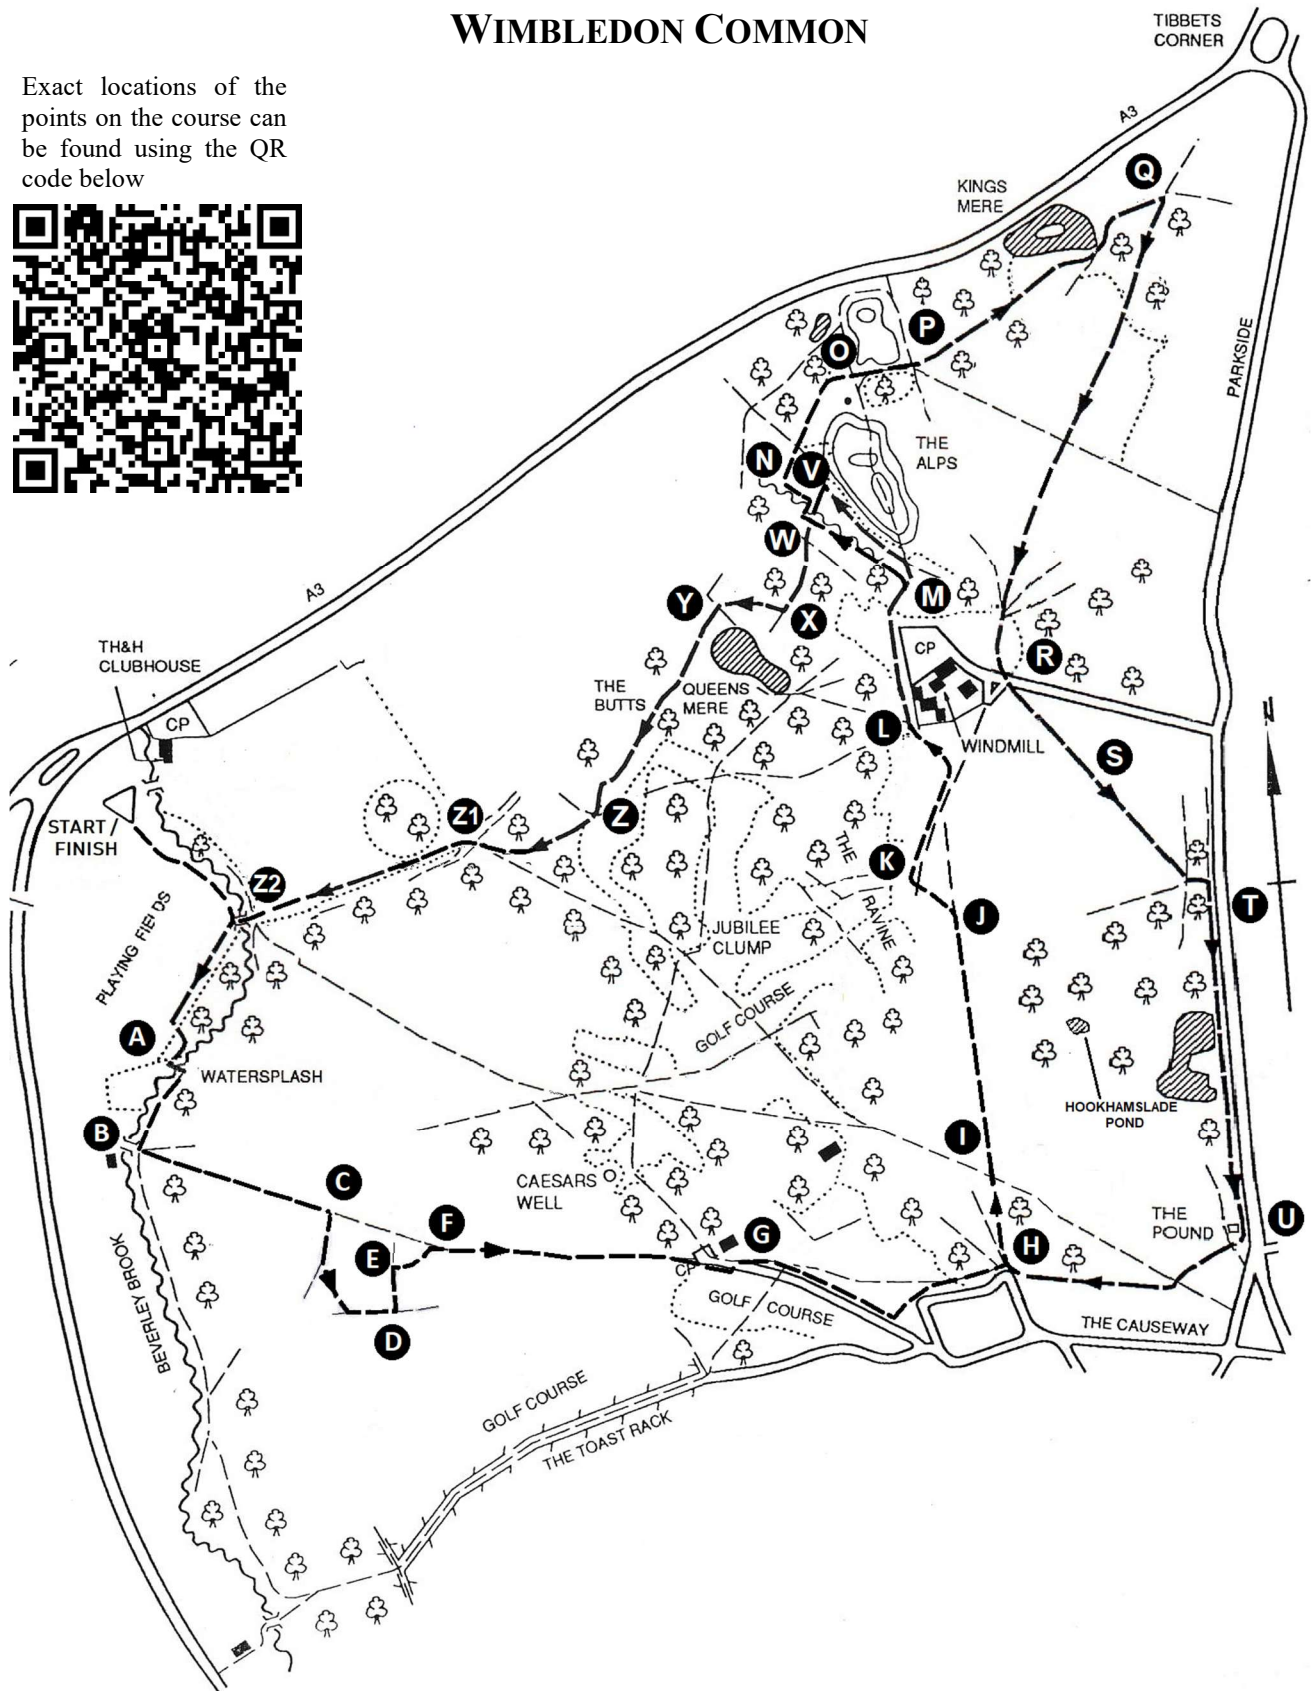 WIMBLEDON COMMON
TIBBETS
CORNER
Exact locations of the
points on the course can
be found using the QR
code below
A3
Q
KINGS
MERE
P
O
PARKSIDE
THE
ALPS
N
V
W
A3
Y
M
X
TH&H
CLUBHOUSE
CP
R
THE
BUTTS
QUEENS
MERE
CP
L
WINDMILL
S
START /
FINISH
Z1
Z
THE
RAVINE
K
Z2
T
J
PLAYING FIELDS
JUBILEE
CLUMP
GOLF COURSE
A
WATERSPLASH
HOOKHAMSLADE
POND
B
I
C
CAESARS
WELL
F
G
THE
POUND
U
E
H
CP
BEVERLEY BROOK
GOLF COURSE
THE CAUSEWAY
D
GOLF COURSE
THE TOAST RACK